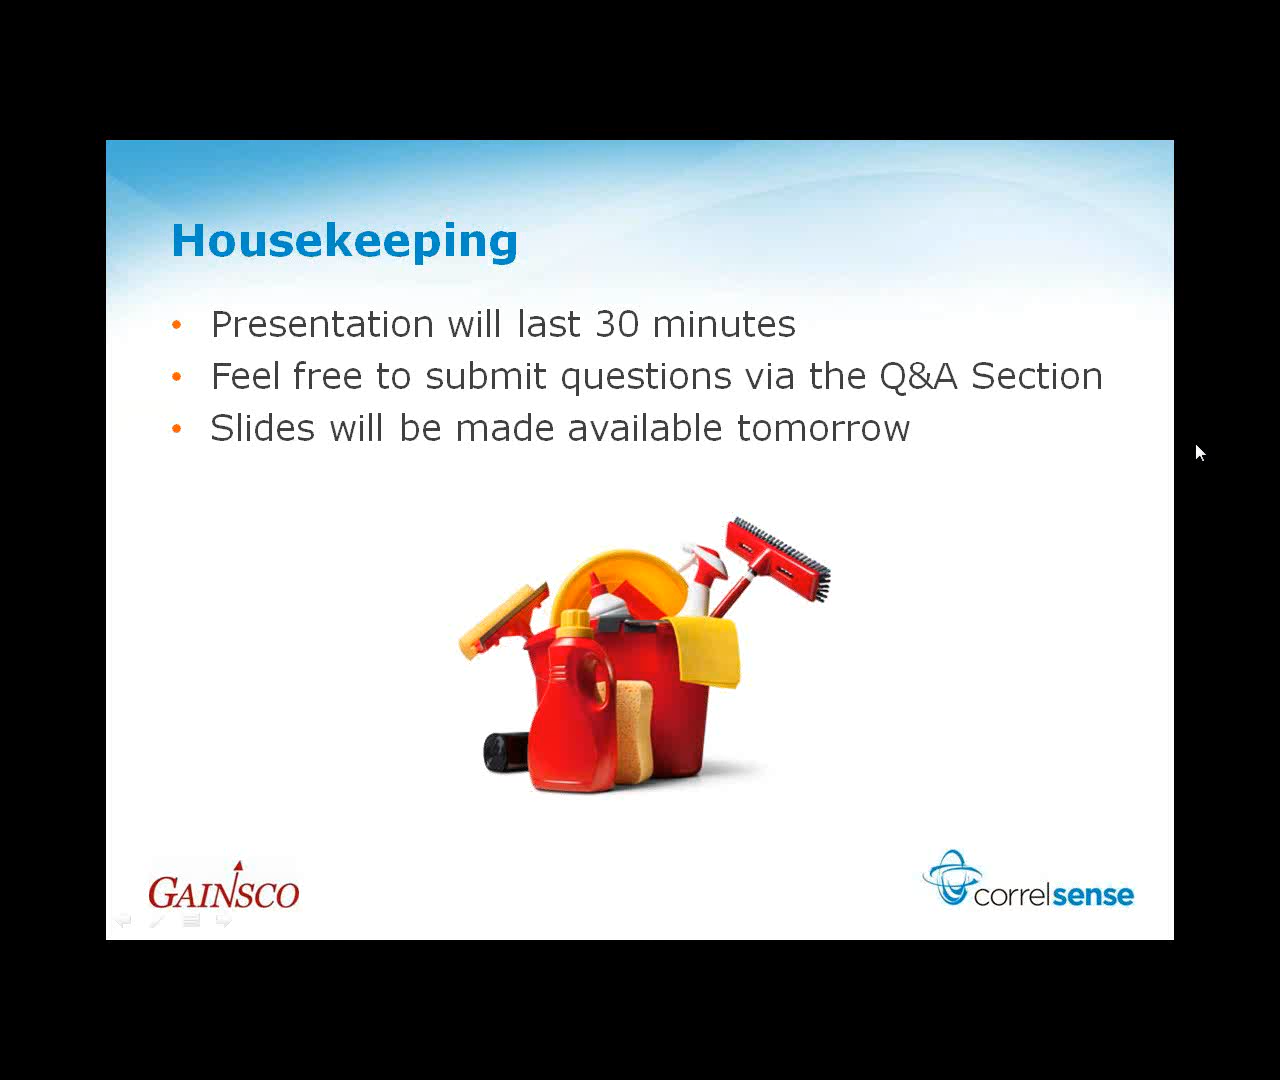 Housekeeping
• Presentation will last 30 minutes
• Feel free to submit questions via the Q&A Section
• Slides will be made available tomorrow
GAINSCO
correlsense